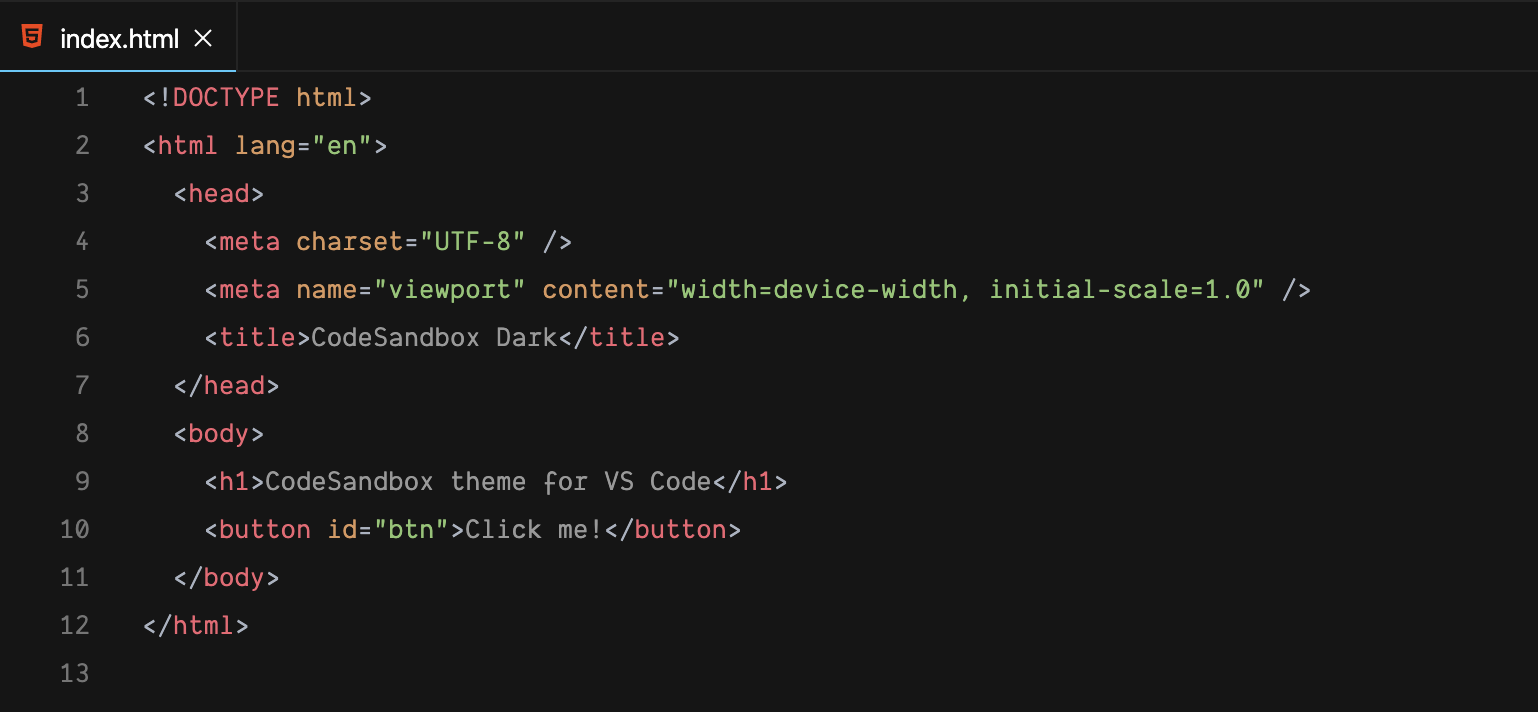 index.html
1 <!DOCTYPE html>
2 <html lang="en">
3   <head>
4     <meta charset="UTF-8" />
5     <meta name="viewport" content="width=device-width, initial-scale=1.0" />
6     <title>CodeSandbox Dark</title>
7   </head>
8   <body>
9     <h1>CodeSandbox theme for VS Code</h1>
10     <button id="btn">Click me!</button>
11   </body>
12 </html>
13